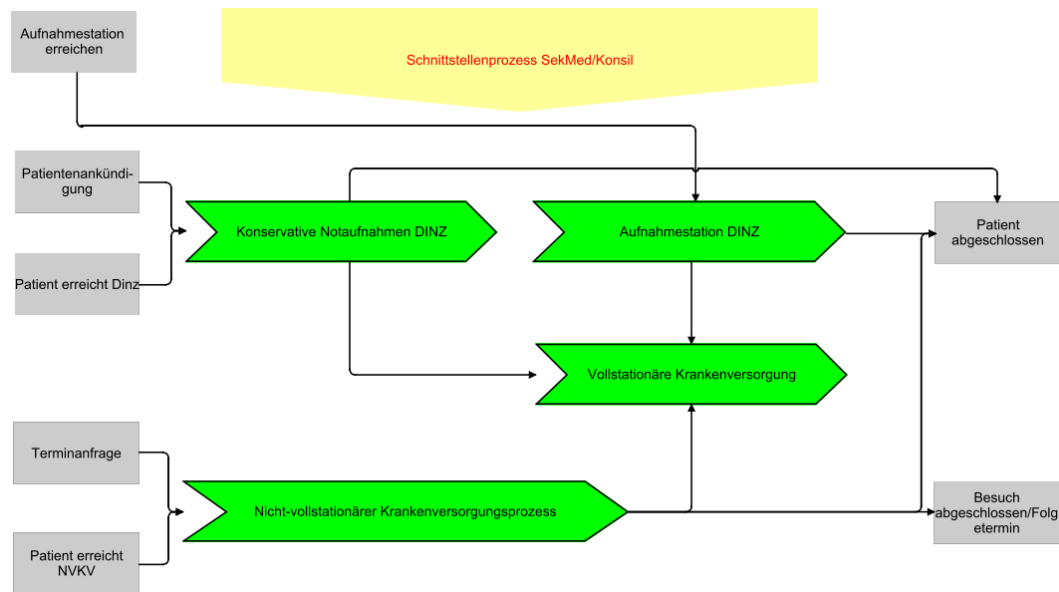 Aufnahmestation
erreichen
Schnittstellenprozess SekMed/Konsil
Patientenankündi-
gung
Konservative Notaufnahmen DINZ
Aufnahmestation DINZ
Patient
abgeschlossen
Patient erreicht Dinz
Vollstationäre Krankenversorgung
Terminanfrage
Nicht-vollstationärer Krankenversorgungsprozess
Besuch
abgeschlossen/Folg
etermin
Patient erreicht
NVKV